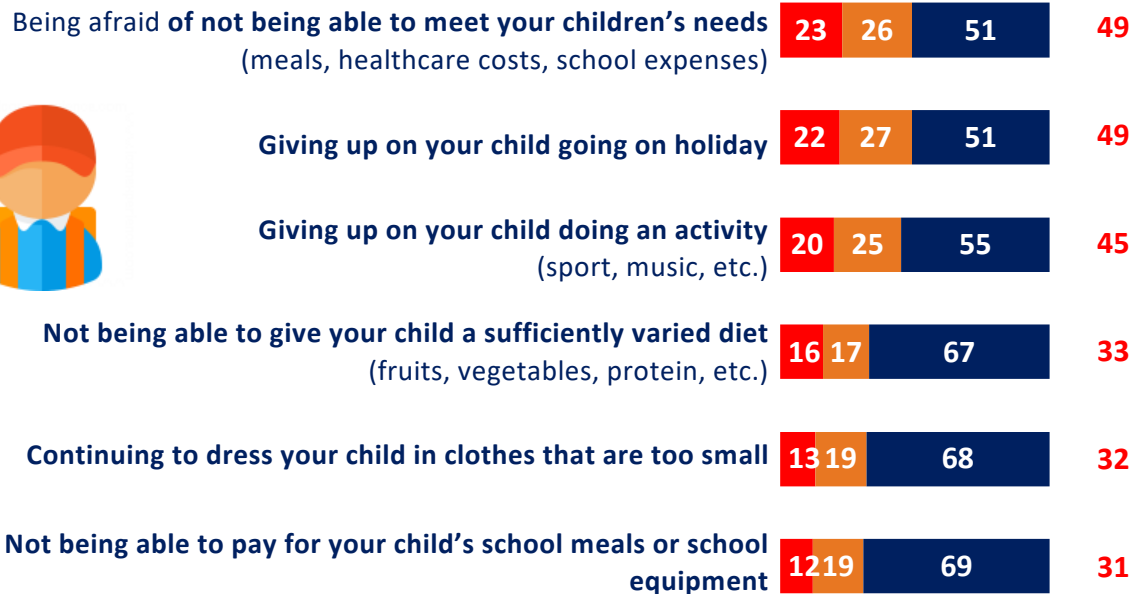 Being afraid of not being able to meet your children’s needs
(meals, healthcare costs, school expenses)
23 26 51 49
Giving up on your child going on holiday
22 27 51 49
Giving up on your child doing an activity
(sport, music, etc.)
20 25 55 45
Not being able to give your child a sufficiently varied diet
(fruits, vegetables, protein, etc.)
16 17 67 33
Continuing to dress your child in clothes that are too small
13 19 68 32
Not being able to pay for your child’s school meals or school
equipment
12 19 69 31